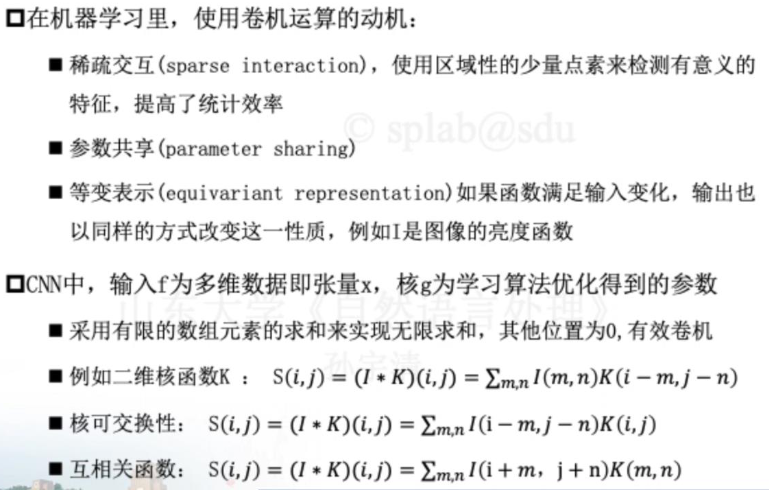 在机器学习里，使用卷机运算的动机：
稀疏交互(sparse interaction)，使用区域性的少量点素来检测有意义的
特征，提高了统计效率
© splab@sdu
参数共享(parameter sharing)
等变表示(equivariant representation)如果函数满足输入变化，输出也
以同样的方式改变这一性质，例如I是图像的亮度函数
CNN中，输入f为多维数据即张量x，核g为学习算法优化得到的参数
山东大学《自然语言处理》
采用有限的数组元素的求和来实现无限求和，其他位置为0,有效卷机
例如二维核函数K ： S(i,j) = (I * K)(i,j) = ∑m,n I(m,n)K(i − m,j − n)
核可交换性： S(i,j) = (I * K)(i,j) = ∑m,n I(i − m,j − n)K(i,j)
互相关函数： S(i,j) = (I * K)(i,j) = ∑m,n I(i + m，j + n)K(m,n)